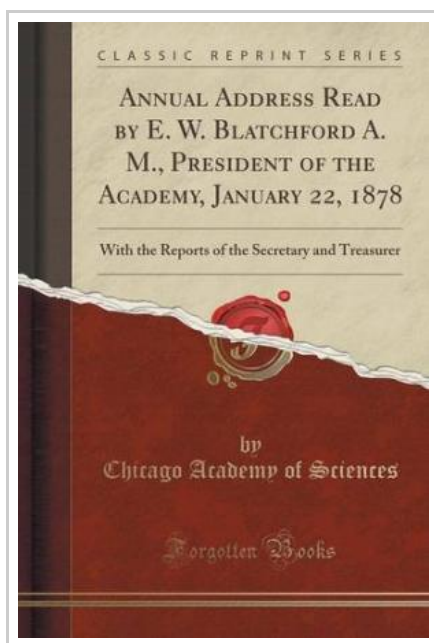 CLASSIC REPRINT SERIES
ANNUAL ADDRESS READ
BY E. W. BLATCHFORD A.
M., PRESIDENT OF THE
ACADEMY, JANUARY 22, 1878
With the Reports of the Secretary and Treasurer
by
Chicago Academy of Sciences
Forgotten Books